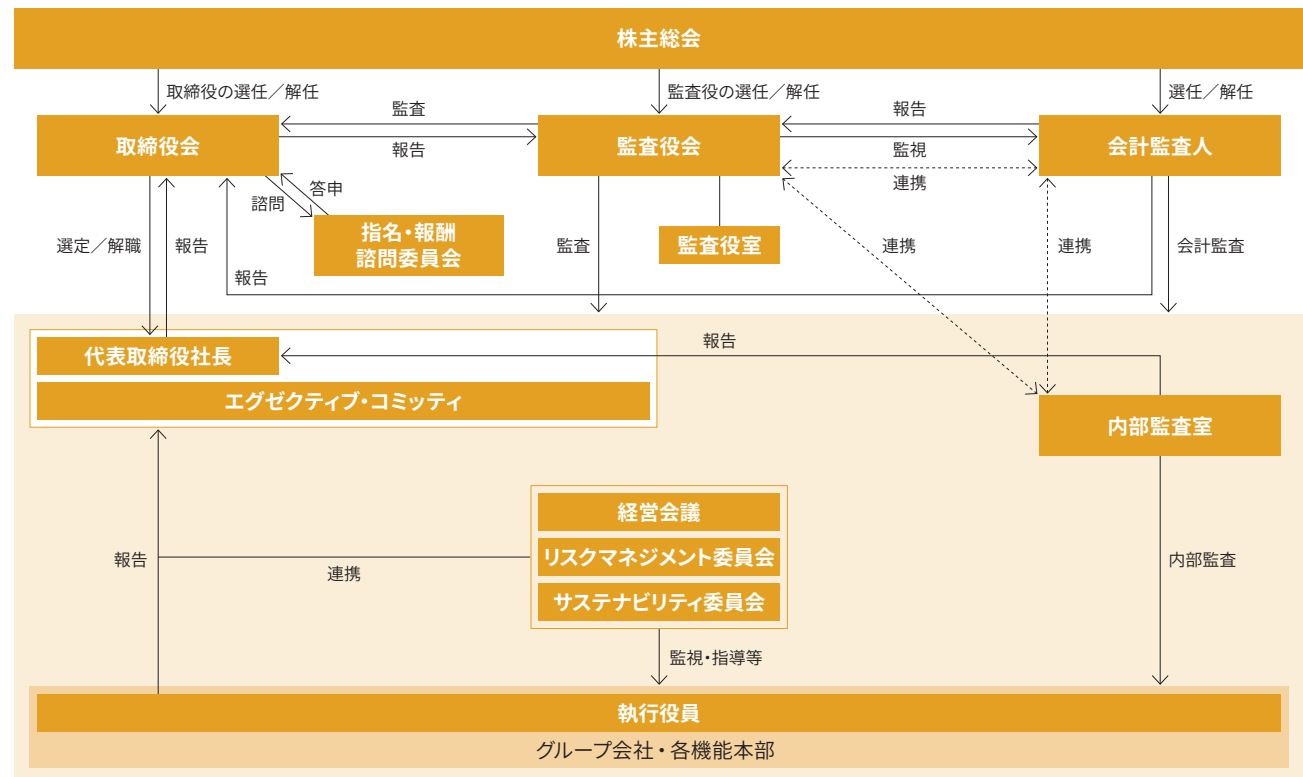 株主総会
取締役の選任／解任
監査役の選任／解任
選任／解任
監査
報告
取締役会
監査役会
会計監査人
報告
監視
連携
諮問
答申
指名・報酬
諮問委員会
監査役室
選定／解職
報告
報告
監査
連携
連携
会計監査
代表取締役社長
報告
エグゼクティブ・コミッティ
内部監査室
経営会議
リスクマネジメント委員会
サステナビリティ委員会
報告
連携
内部監査
監視・指導等
執行役員
グループ会社・各機能本部